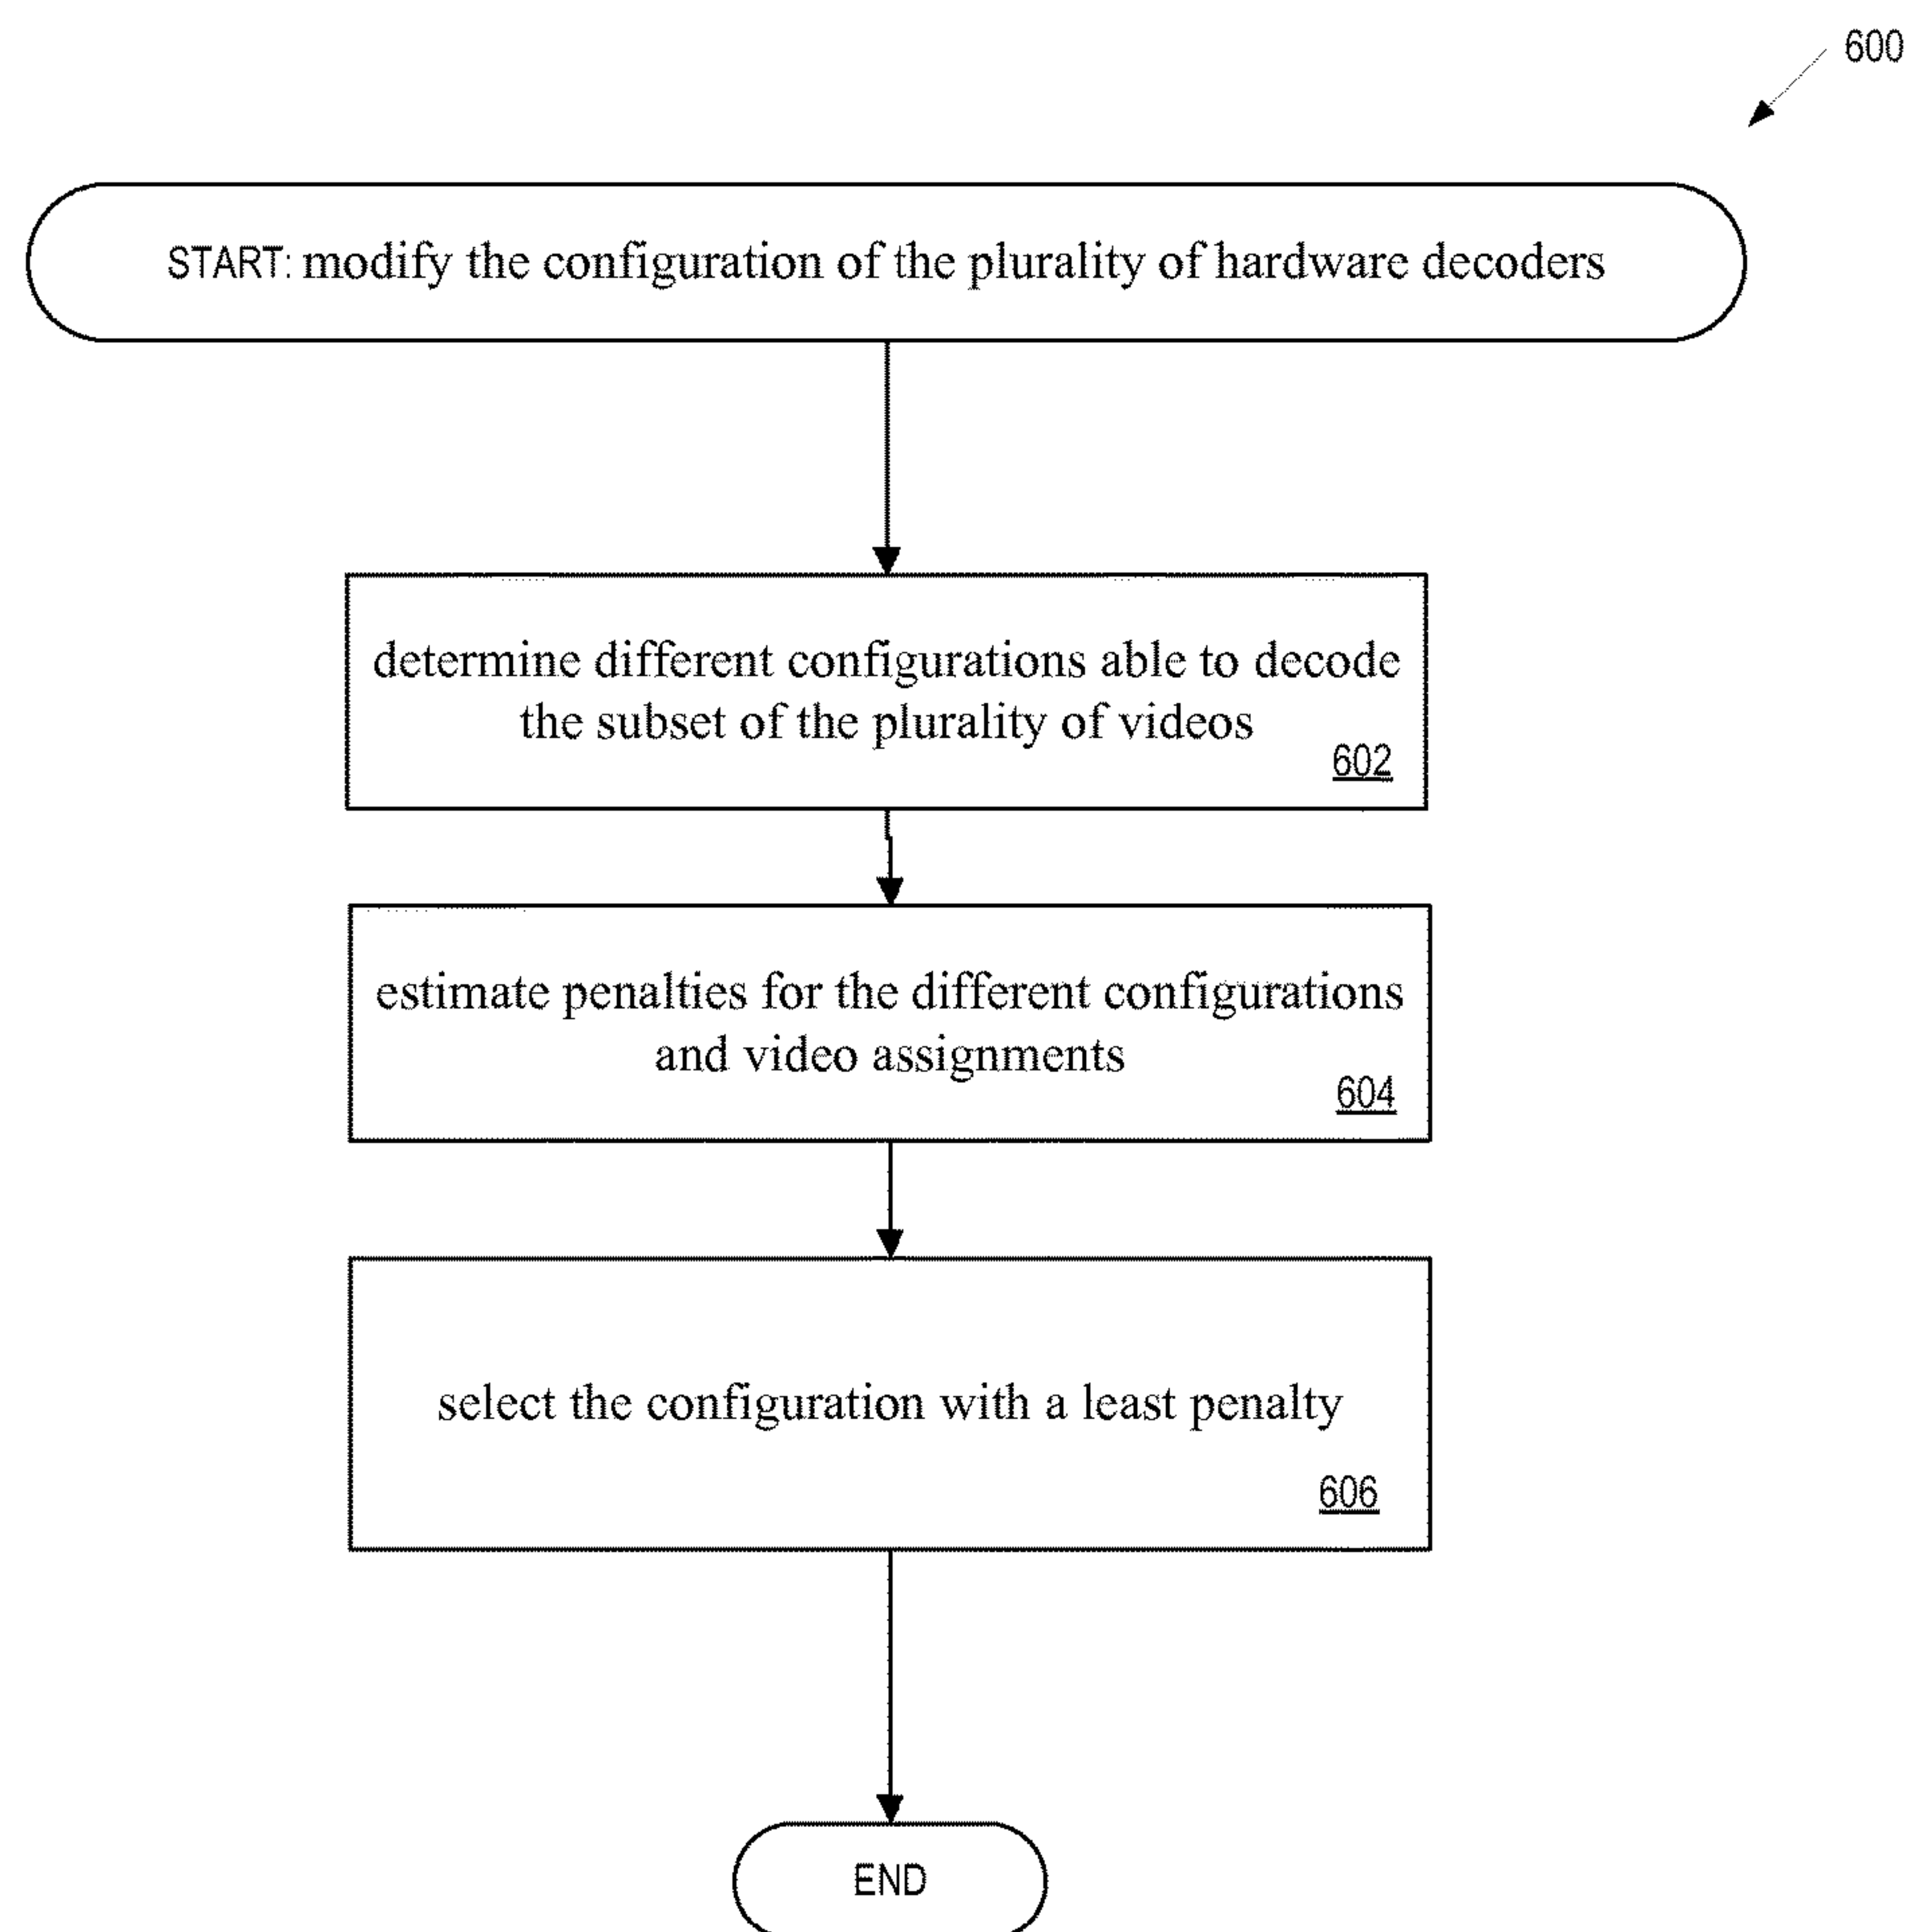 600
START: modify the configuration of the plurality of hardware decoders
determine different configurations able to decode
the subset of the plurality of videos
602
estimate penalties for the different configurations
and video assignments
604
select the configuration with a least penalty
606
END